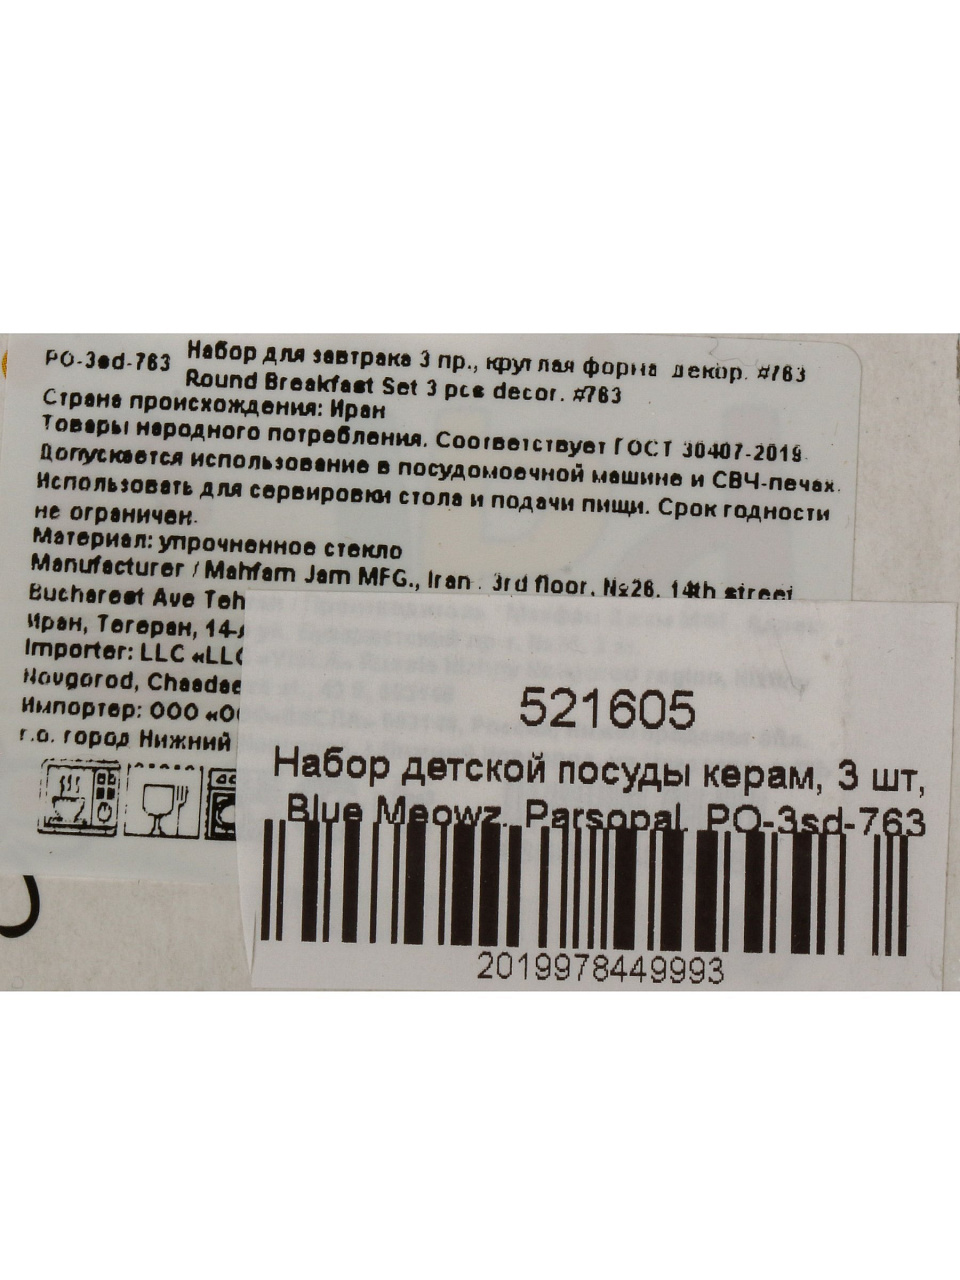 PO-3sd-763 Набор для завтрака 3 пр., круглая форма декор. #763
Round Breakfast Set 3 pcs decor. #763
Страна происхождения: Иран
Товары народного потребления. Соответствует ГОСТ 30407-2019.
Допускается использование в посудомоечной машине и СВЧ-печах.
Использовать для сервировки стола и подачи пищи. Срок годности
не ограничен.
Материал: упрочненное стекло
Manufacturer / Mahfam Jam MFG., Iran . 3rd floor, №26, 14th street,
Bucharest Ave Teh
Иран, Тегеран, 14-
Importer: LLC «LLC
Novgorod, Chaadae
Импортер: ООО «О
г.о. город Нижний
521605
Набор детской посуды керам, 3 шт,
Blue Meowz, Parsopal, PO-3sd-763
2019978449993